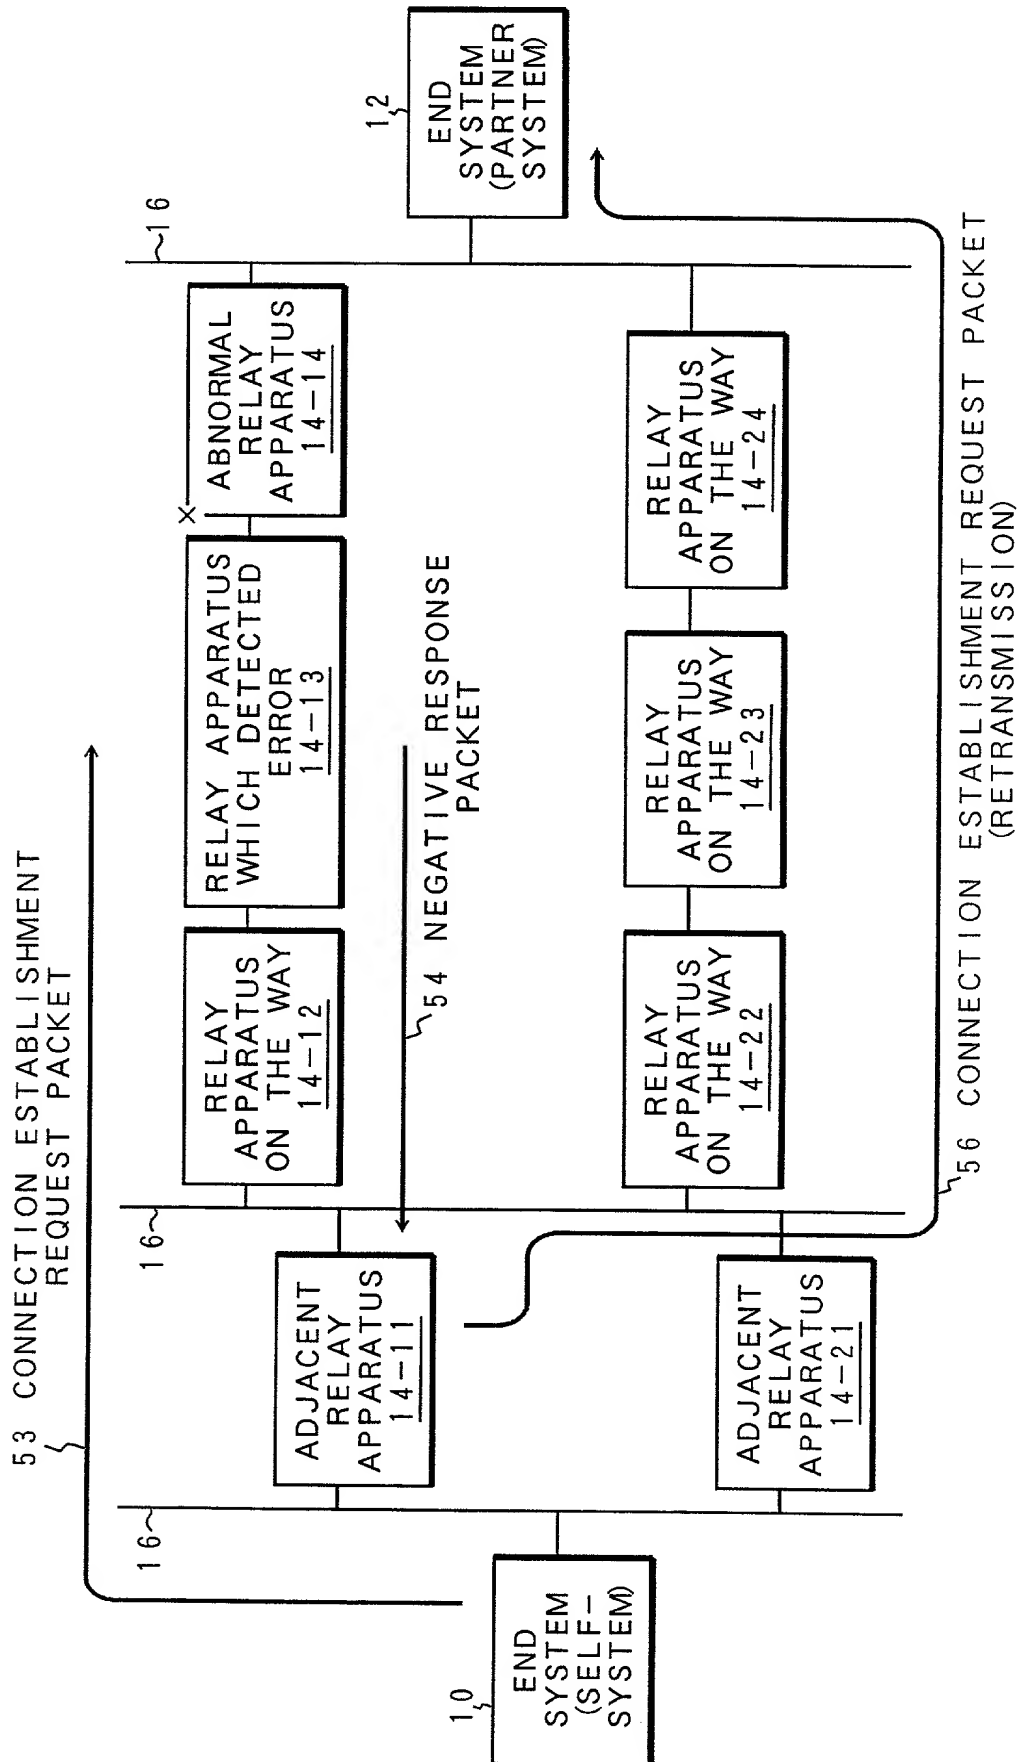 53 CONNECTION ESTABLISHMENT
REQUEST PACKET
16
16
16
10
END
SYSTEM
(SELF-
SYSTEM)
ADJACENT
RELAY
APPARATUS
14-11
RELAY
APPARATUS
ON THE WAY
14-12
RELAY APPARATUS
WHICH DETECTED
ERROR
14-13
×
ABNORMAL
RELAY
APPARATUS
14-14
12
END
SYSTEM
(PARTNER
SYSTEM)
54 NEGATIVE RESPONSE
PACKET
ADJACENT
RELAY
APPARATUS
14-21
RELAY
APPARATUS
ON THE WAY
14-22
RELAY
APPARATUS
ON THE WAY
14-23
RELAY
APPARATUS
ON THE WAY
14-24
56 CONNECTION ESTABLISHMENT REQUEST PACKET
(RETRANSMISSION)